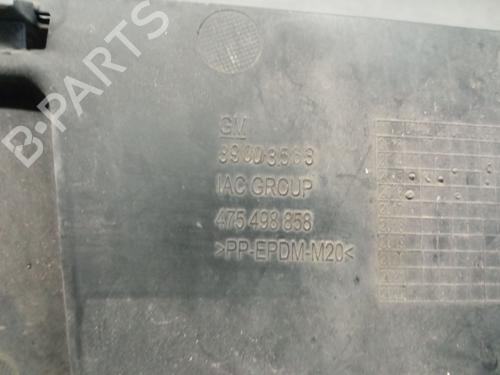 B-PARTS
GM
39003563
IAC GROUP
475 498 858
>PP-EPDM-M20<